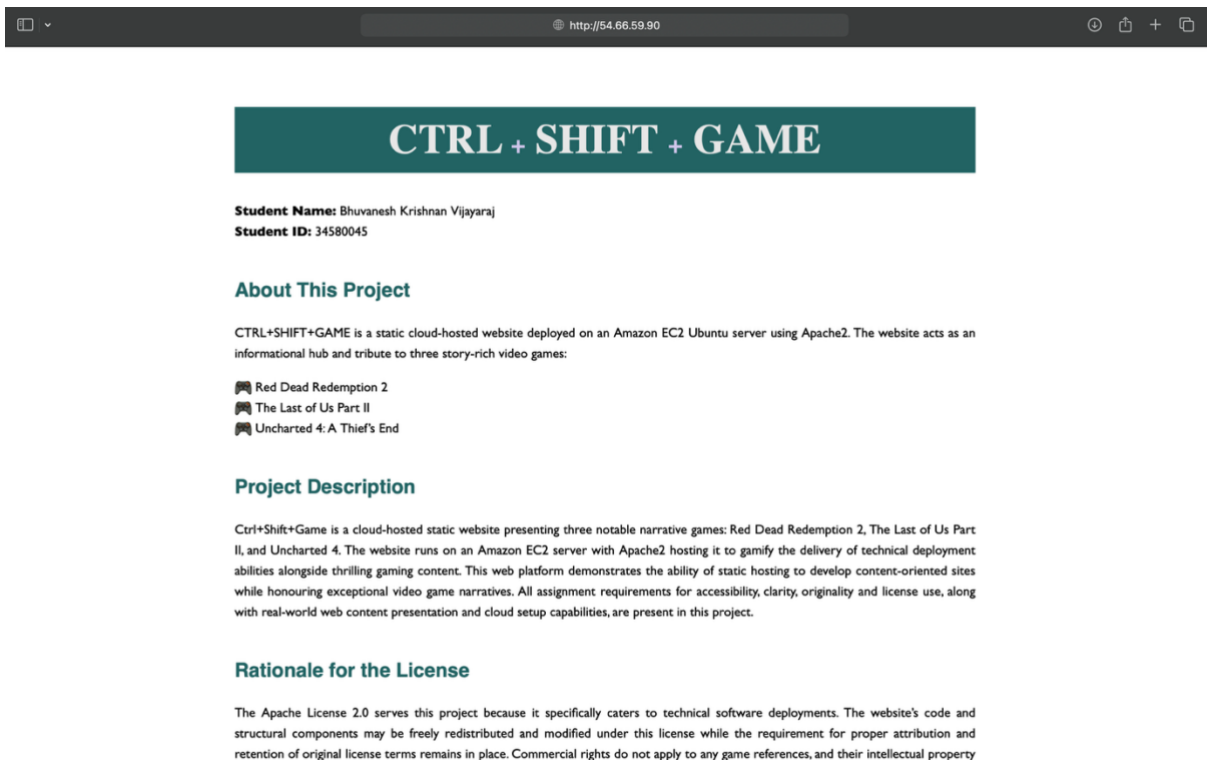 http://54.66.59.90
CTRL + SHIFT + GAME
Student Name: Bhuvanesh Krishnan Vijayaraj
Student ID: 34580045
About This Project
CTRL+SHIFT+GAME is a static cloud-hosted website deployed on an Amazon EC2 Ubuntu server using Apache2. The website acts as an
informational hub and tribute to three story-rich video games:
Red Dead Redemption 2
The Last of Us Part II
Uncharted 4: A Thief's End
Project Description
Ctrl+Shift+Game is a cloud-hosted static website presenting three notable narrative games: Red Dead Redemption 2, The Last of Us Part
II, and Uncharted 4. The website runs on an Amazon EC2 server with Apache2 hosting it to gamify the delivery of technical deployment
abilities alongside thrilling gaming content. This web platform demonstrates the ability of static hosting to develop content-oriented sites
while honouring exceptional video game narratives. All assignment requirements for accessibility, clarity, originality and license use, along
with real-world web content presentation and cloud setup capabilities, are present in this project.
Rationale for the License
The Apache License 2.0 serves this project because it specifically caters to technical software deployments. The website's code and
structural components may be freely redistributed and modified under this license while the requirement for proper attribution and
retention of original license terms remains in place. Commercial rights do not apply to any game references, and their intellectual property